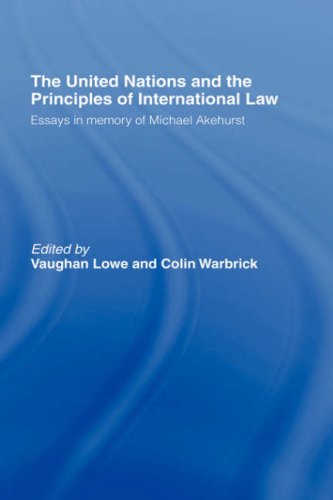 The United Nations and the
Principles of International Law
Essays in memory of Michael Akehurst
Edited by
Vaughan Lowe and Colin Warbrick